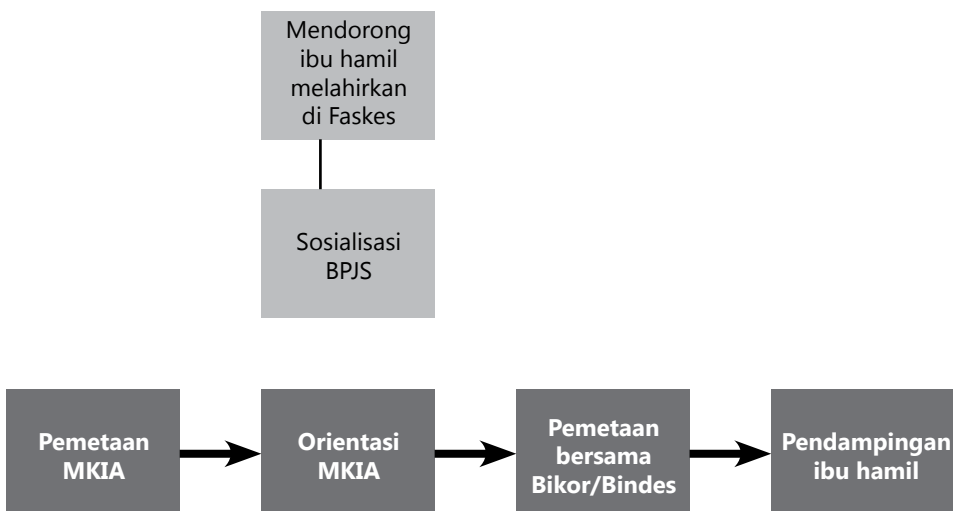 Mendorong
ibu hamil
melahirkan
di Faskes
Sosialisasi
BPJS
Pemetaan
MKIA
Orientasi
MKIA
Pemetaan
bersama
Bikor/Bindes
Pendampingan
ibu hamil